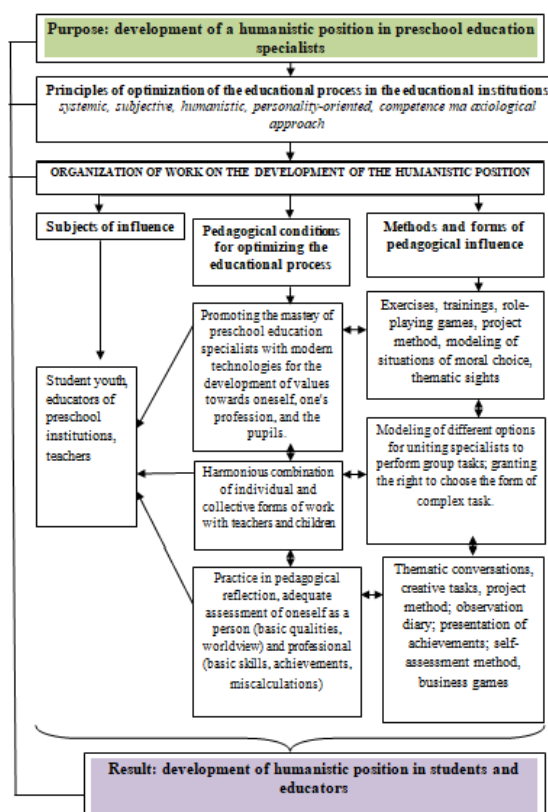 Purpose: development of a humanistic position in preschool education
specialists
Principles of optimization of the educational process in the educational institutions
systemic, subjective, humanistic, personality-oriented, competence ma axiological
approach
ORGANIZATION OF WORK ON THE DEVELOPMENT OF THE HUMANISTIC POSITION
Subjects of influence
Pedagogical conditions
for optimizing the
educational process
Methods and forms of
pedagogical influence
Student youth,
educators of
preschool
institutions,
teachers
Promoting the mastery of
preschool education
specialists with modern
technologies for the
development of values
towards oneself, one's
profession, and the
pupils.
Harmonious combination
of individual and
collective forms of work
with teachers and children
Practice in pedagogical
reflection, adequate
assessment of oneself as a
person (basic qualities,
worldview) and professional
(basic skills, achievements,
miscalculations)
Exercises, trainings, role-
playing games, project
method, modeling of
situations of moral choice,
thematic sights
Modeling of different options
for uniting specialists to
perform group tasks; granting
the right to choose the form of
complex task.
Thematic conversations,
creative tasks, project
method; observation
diary; presentation of
achievements; self-
assessment method,
business games
Result: development of humanistic position in students and
educators